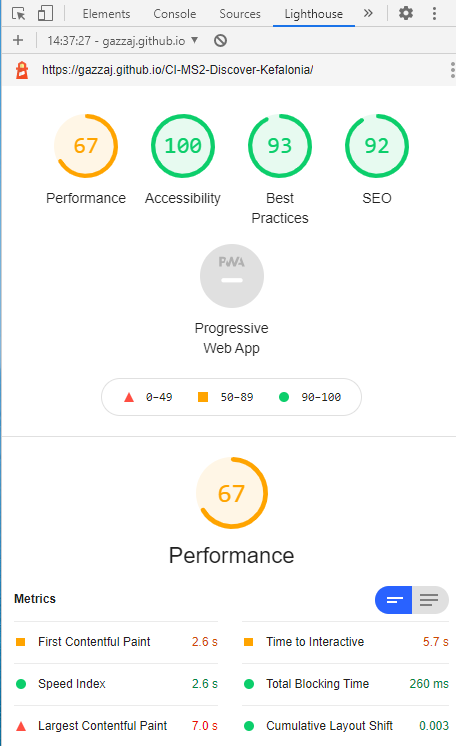 Elements Console Sources Lighthouse »
+ 14:37:27 - gazzaj.github.io ▼
https://gazzaj.github.io/CI-MS2-Discover-Kefalonia/
67 100 93 92
Performance Accessibility Best SEO
Practices
PWA
Progressive
Web App
0–49 50–89 90–100
67
Performance
Metrics
First Contentful Paint 2.6 s Time to Interactive 5.7 s
Speed Index 2.6 s Total Blocking Time 260 ms
Largest Contentful Paint 7.0 s Cumulative Layout Shift 0.003